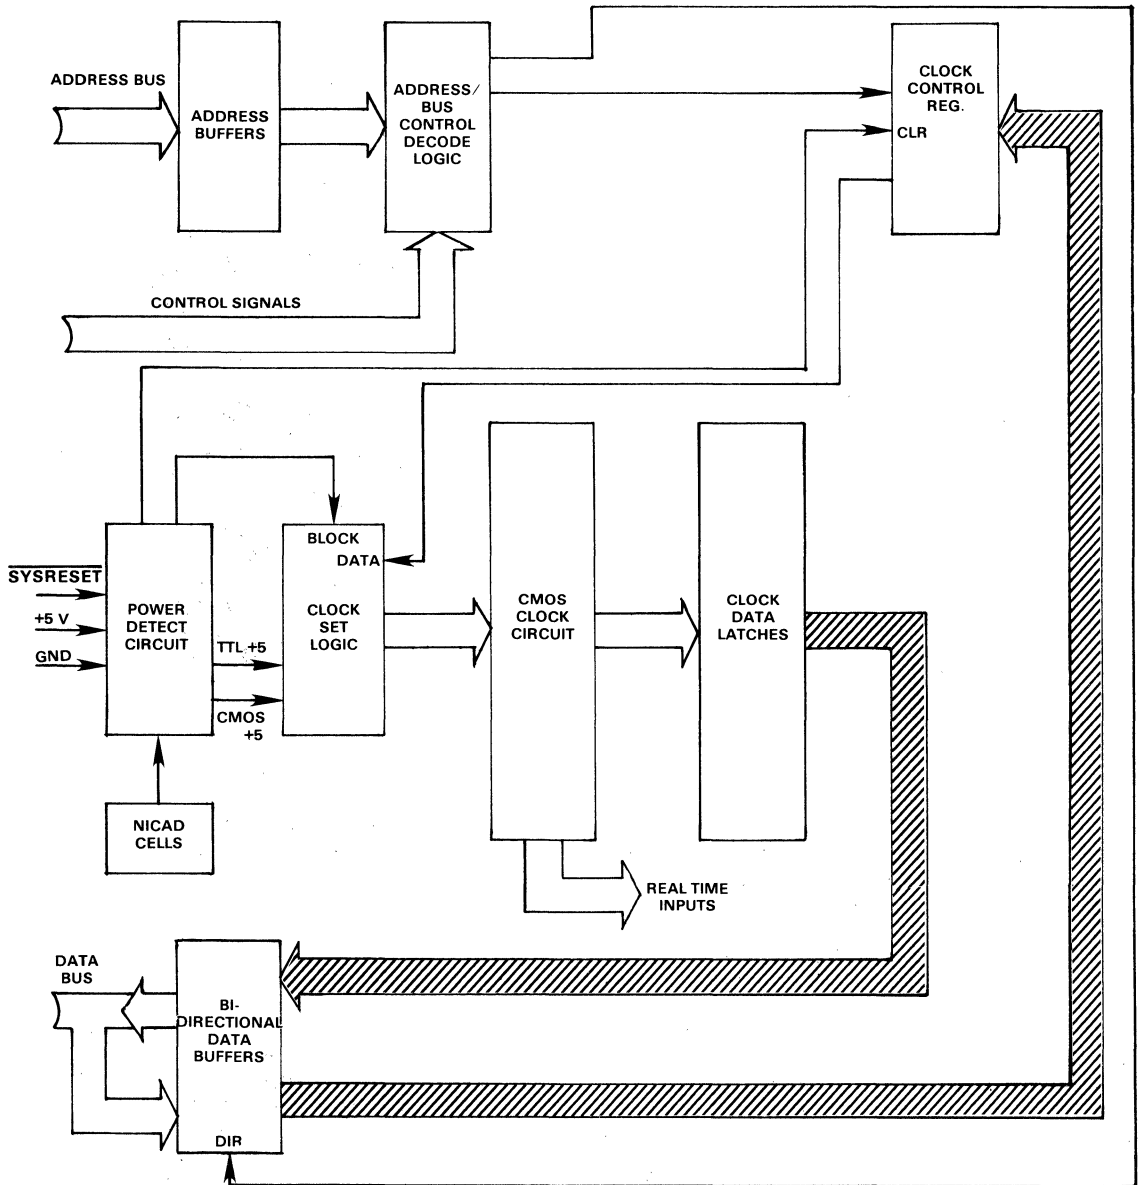 ADDRESS BUS
ADDRESS
BUFFERS
ADDRESS/
BUS
CONTROL
DECODE
LOGIC
CLOCK
CONTROL
REG.
CLR
CONTROL SIGNALS
BLOCK
DATA
CLOCK
SET
LOGIC
SYSRESET
+5 V
GND
POWER
DETECT
CIRCUIT
TTL +5
CMOS
+5
CMOS
CLOCK
CIRCUIT
CLOCK
DATA
LATCHES
NICAD
CELLS
REAL TIME
INPUTS
DATA
BUS
BI-
DIRECTIONAL
DATA
BUFFERS
DIR